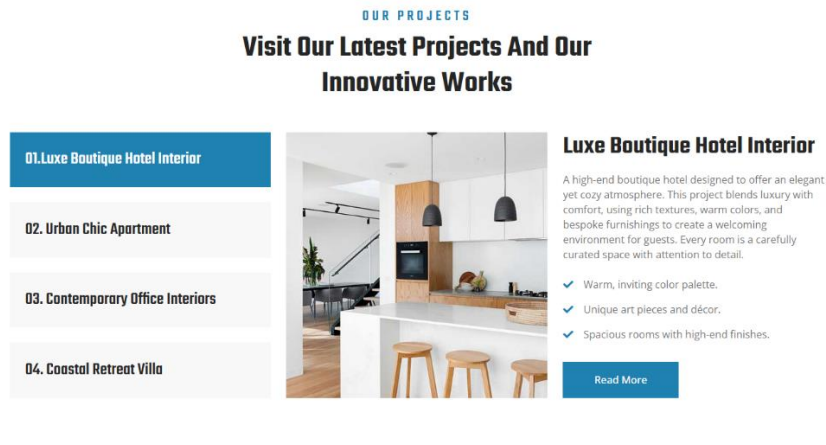 OUR PROJECTS
Visit Our Latest Projects And Our
Innovative Works
01.Luxe Boutique Hotel Interior
02. Urban Chic Apartment
03. Contemporary Office Interiors
04. Coastal Retreat Villa
Luxe Boutique Hotel Interior
A high-end boutique hotel designed to offer an elegant
yet cozy atmosphere. This project blends luxury with
comfort, using rich textures, warm colors, and
bespoke furnishings to create a welcoming
environment for guests. Every room is a carefully
curated space with attention to detail.
Warm, inviting color palette.
Unique art pieces and décor.
Spacious rooms with high-end finishes.
Read More